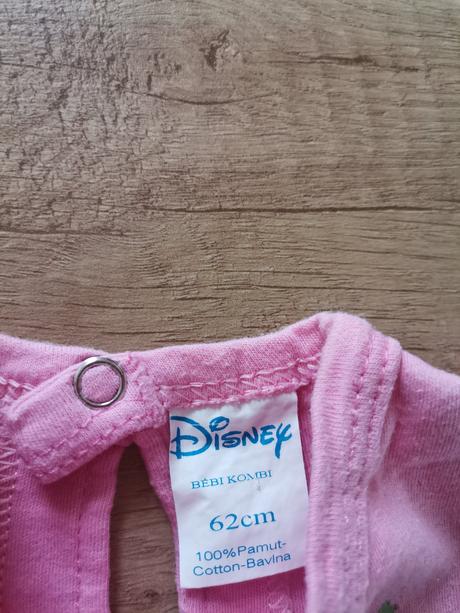 Disney
BÉBI KOMBI
62cm
100%Pamut-
Cotton-Bavlna